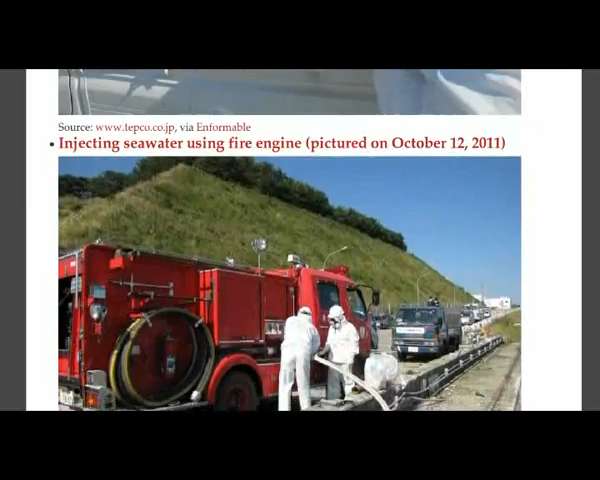 Source: www.tepco.co.jp, via Enformable
• Injecting seawater using fire engine (pictured on October 12, 2011)